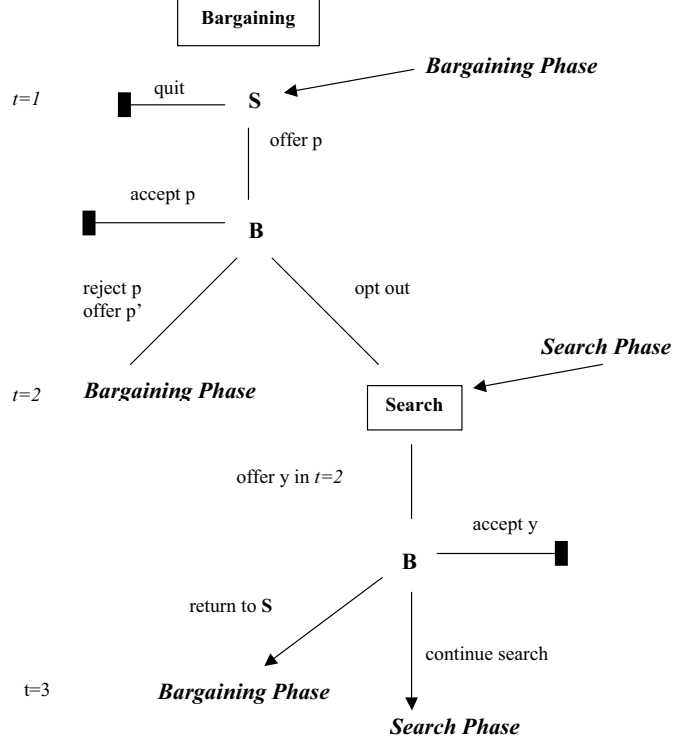 Bargaining
Bargaining Phase
t=1
quit
S
offer p
accept p
B
reject p
offer p’
opt out
Search Phase
t=2
Bargaining Phase
Search
offer y in t=2
accept y
B
return to S
continue search
t=3
Bargaining Phase
Search Phase